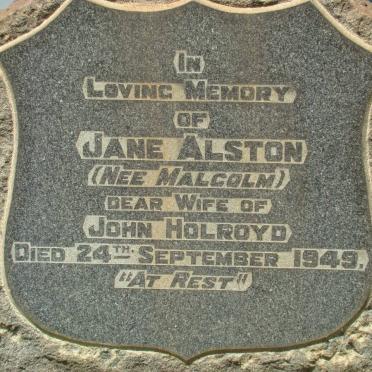 In
Loving Memory
of
Jane Alston
(Nee Malcolm)
Dear Wife of
John Holroyd
Died 24TH September 1949.
"At Rest"